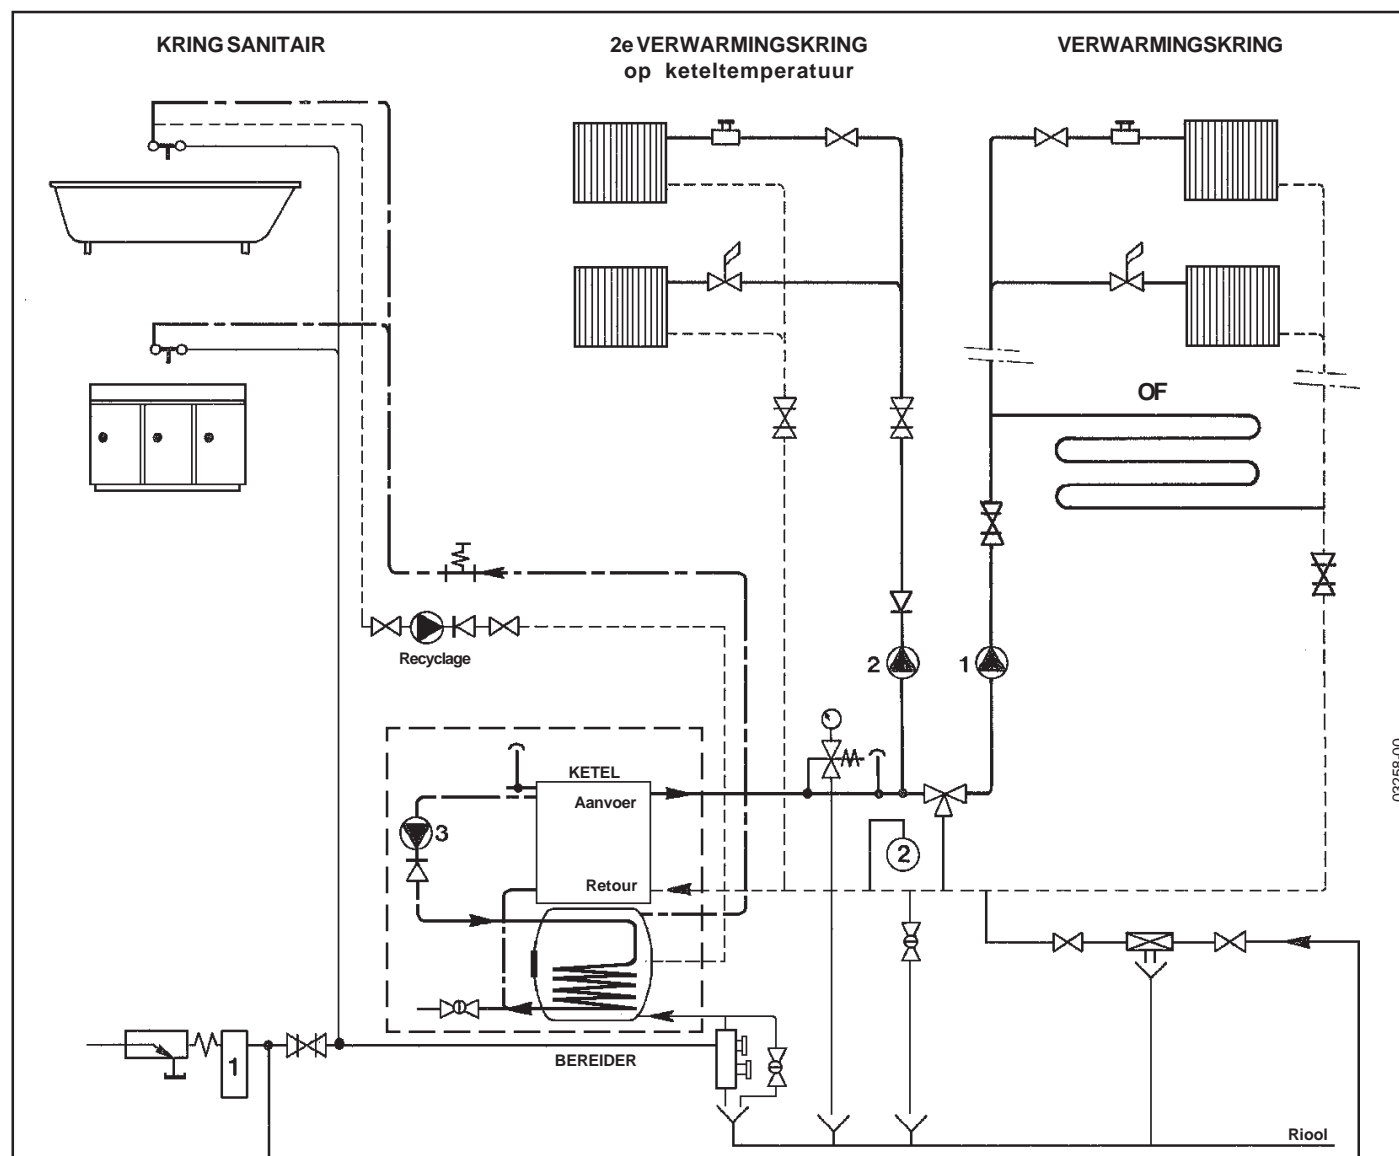 KRING SANITAIR
2e VERWARMINGSKRING
op keteltemperatuur
VERWARMINGSKRING
OF
Recyclage
2
1
KETEL
Aanvoer
3
2
Retour
BEREIDER
1
Riool
03258-00